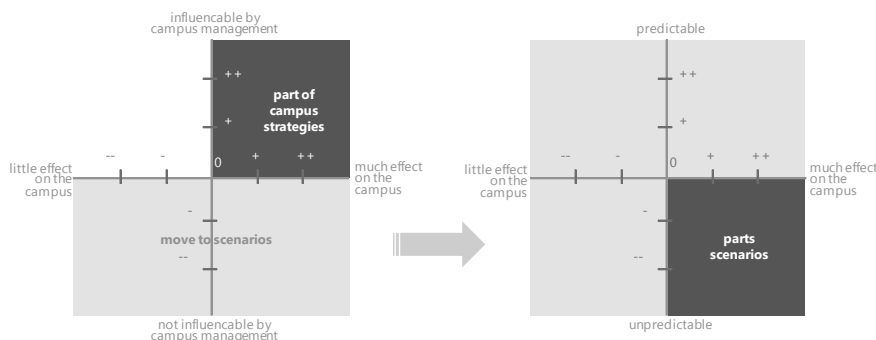 influencable by
campus management
++
part of
campus
strategies
+
--
-
0
+
++
little effect
on the
campus
much effect
on the
campus
-
move to scenarios
--
not influencable by
campus management
predictable
++
+
--
-
0
+
++
little effect
on the
campus
much effect
on the
campus
-
parts
scenarios
--
unpredictable